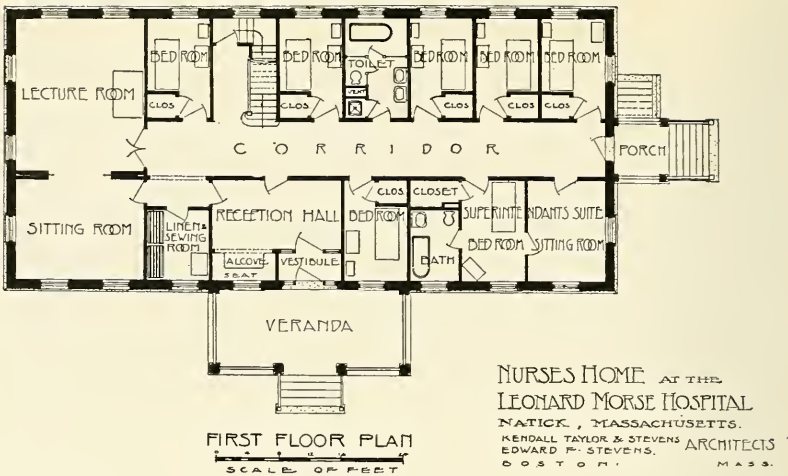 BED ROOM
BED ROOM
BED ROOM
BED ROOM
BED ROOM
TOILET
LECTURE ROOM
CLOS
CLOS
VENT
CLOS
CLOS
CLOS
CORRIDOR
PORCH
CLOS
CLOSET
SITTING ROOM
LINEN &
SEWING
ROOM
RECEPTION HALL
BED ROOM
SUPERINTENDANTS SUITE
BED ROOM
SITTING ROOM
ALCOVE
SEAT
VESTIBULE
BATH
VERANDA
NURSES HOME AT THE
LEONARD MORSE HOSPITAL
NATICK, MASSACHUSETTS.
KENDALL TAYLOR & STEVENS
EDWARD F. STEVENS.
ARCHITECTS
BOSTON. MASS.
FIRST FLOOR PLAN
SCALE OF FEET